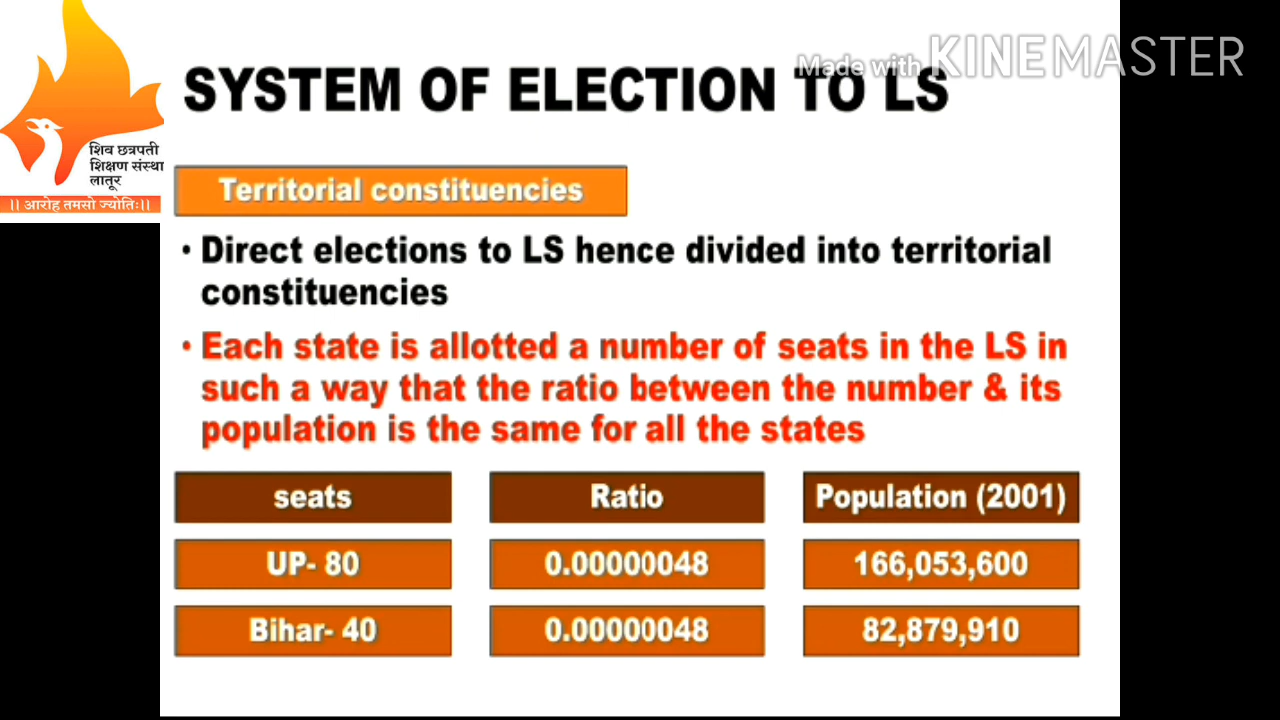 Made with KINEMASTER
SYSTEM OF ELECTION TO LS
शिव छत्रपती
शिक्षण संस्था
लातूर
।। आरोह तमसो ज्योतिः।।
Territorial constituencies
• Direct elections to LS hence divided into territorial
constituencies
• Each state is allotted a number of seats in the LS in
such a way that the ratio between the number & its
population is the same for all the states
seats Ratio Population (2001)
UP- 80 0.00000048 166,053,600
Bihar- 40 0.00000048 82,879,910